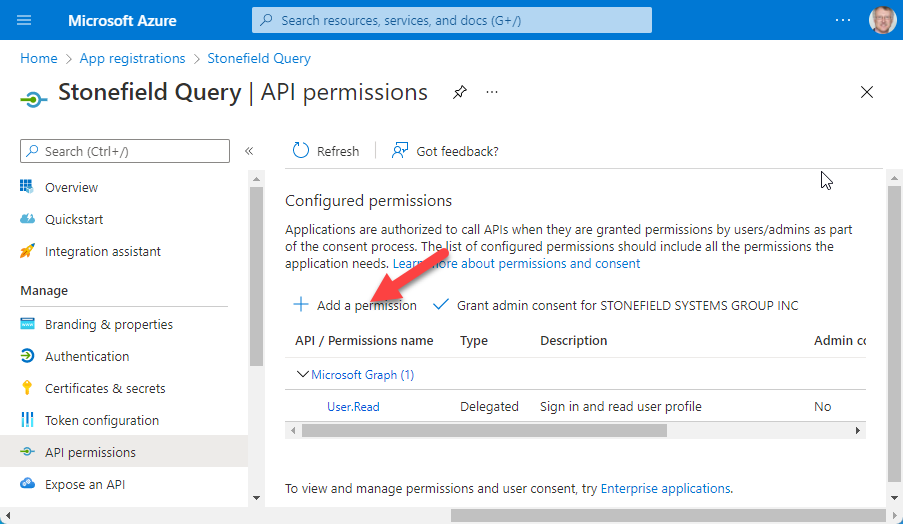 Microsoft Azure
Search resources, services, and docs (G+/)
Home > App registrations > Stonefield Query
Stonefield Query | API permissions
Search (Ctrl+/)
«
Refresh
Got feedback?
Overview
Quickstart
Integration assistant
Manage
Branding & properties
Authentication
Certificates & secrets
Token configuration
API permissions
Expose an API
Configured permissions
Applications are authorized to call APIs when they are granted permissions by users/admins as part
of the consent process. The list of configured permissions should include all the permissions the
application needs. more about permissions and consent
Add a permission
Grant admin consent for STONEFIELD SYSTEMS GROUP INC
API / Permissions name Type Description Admin co
Microsoft Graph (1)
User.Read Delegated Sign in and read user profile No
To view and manage permissions and user consent, try Enterprise applications.